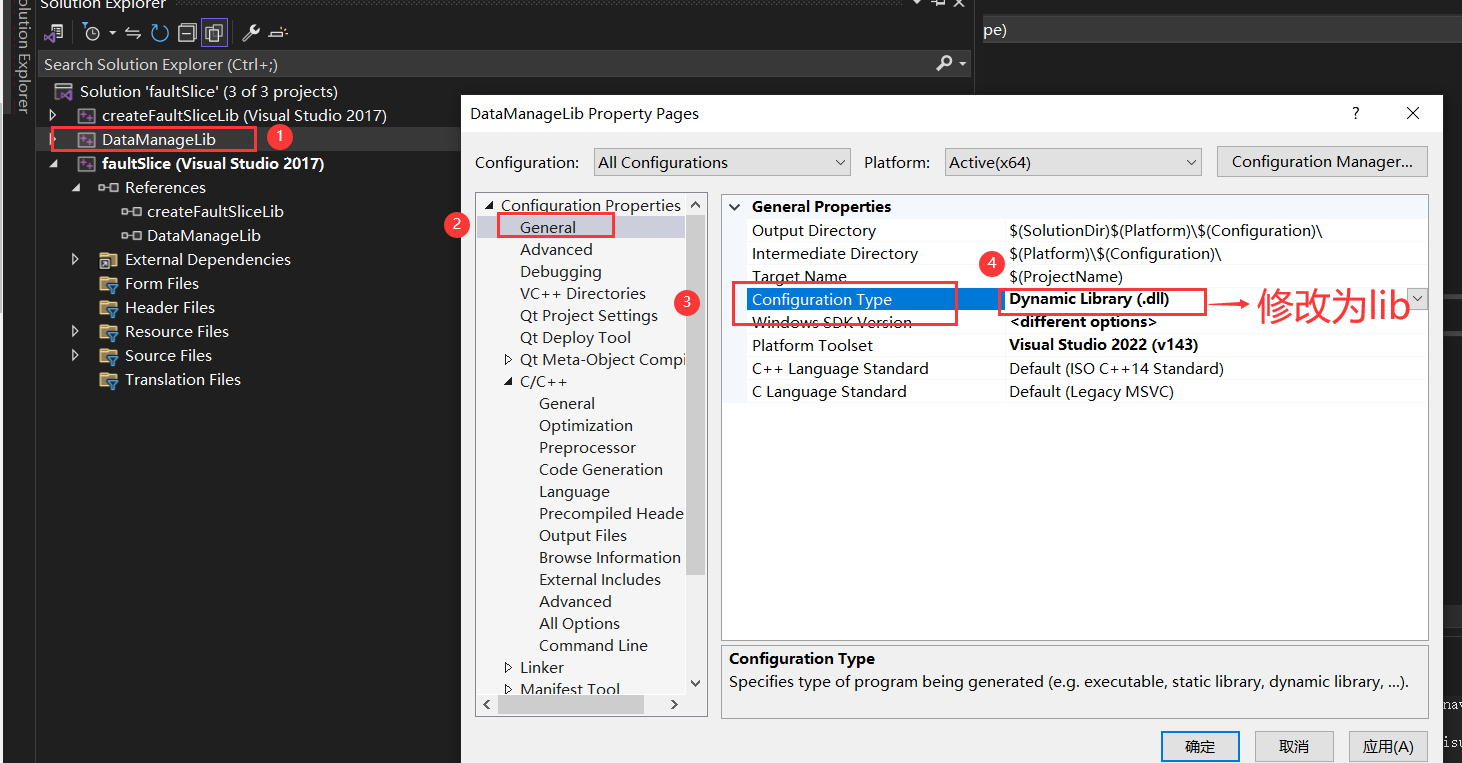 Solution Explorer
Solution Explorer
pe)
Search Solution Explorer (Ctrl+;)
Solution 'faultSlice' (3 of 3 projects)
createFaultSliceLib (Visual Studio 2017)
DataManageLib
1
faultSlice (Visual Studio 2017)
References
createFaultSliceLib
DataManageLib
External Dependencies
Form Files
Header Files
Resource Files
Source Files
Translation Files
DataManageLib Property Pages
?
Configuration:
All Configurations
Platform:
Active(x64)
Configuration Manager...
2
Configuration Properties
General
Advanced
Debugging
VC++ Directories
Qt Project Settings
Qt Deploy Tool
Qt Meta-Object Compi
C/C++
General
Optimization
Preprocessor
Code Generation
Language
Precompiled Heade
Output Files
Browse Information
External Includes
Advanced
All Options
Command Line
Linker
Manifest Tool
General Properties
Output Directory $(SolutionDir)$(Platform)\$(Configuration)\
Intermediate Directory $(Platform)\$(Configuration)\
4
Target Name $(ProjectName)
3
Configuration Type Dynamic Library (.dll)
修改为lib
Windows SDK Version <different options>
Platform Toolset Visual Studio 2022 (v143)
C++ Language Standard Default (ISO C++14 Standard)
C Language Standard Default (Legacy MSVC)
Configuration Type
Specifies type of program being generated (e.g. executable, static library, dynamic library, ...).
确定
取消
应用(A)